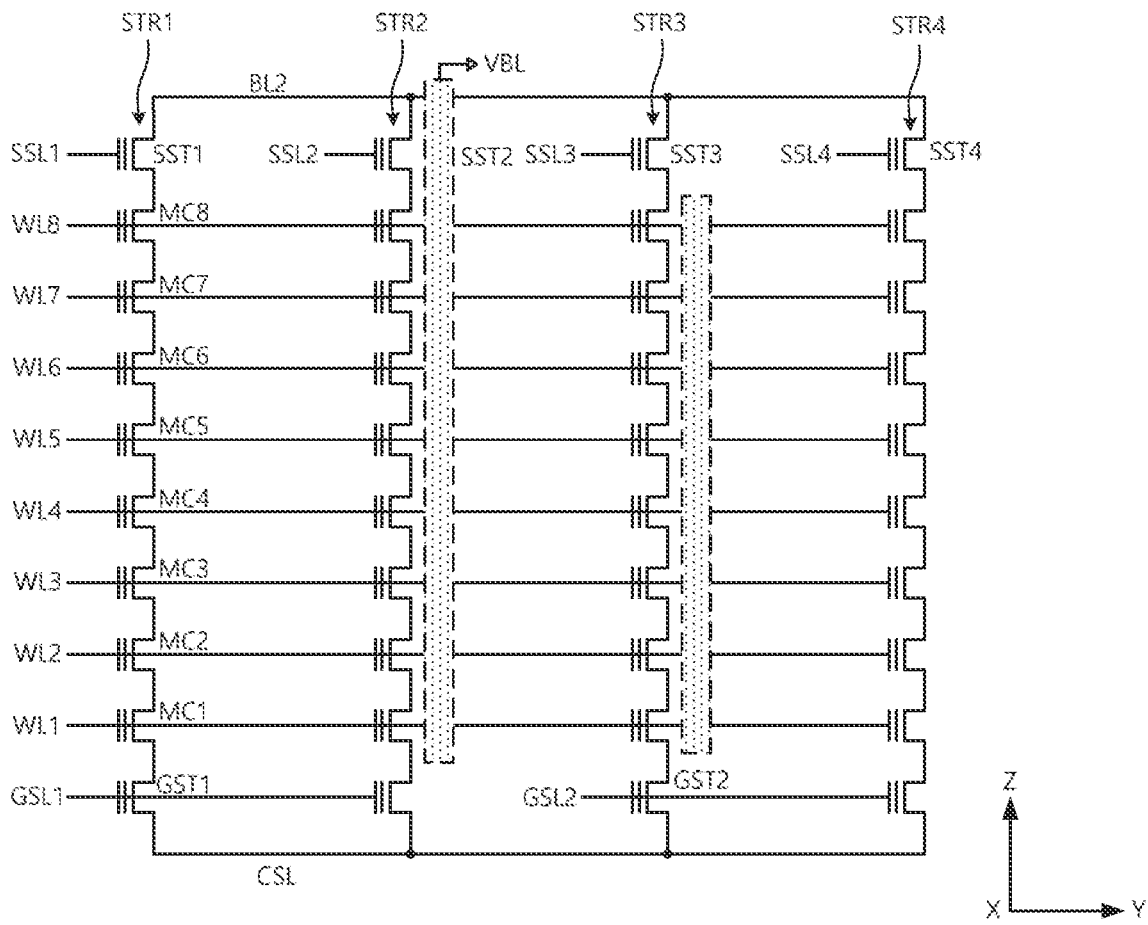 STR1 STR2 STR3 STR4
VBL
BL2
SSL1 SST1 SSL2 SST2 SSL3 SST3 SSL4 SST4
WL8 MC8
WL7 MC7
WL6 MC6
WL5 MC5
WL4 MC4
WL3 MC3
WL2 MC2
WL1 MC1
GSL1 GST1 GSL2 GST2
CSL
Z
X Y